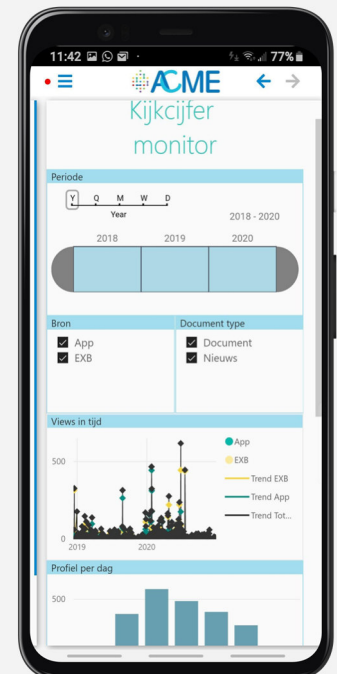 11:42 77%
ACME
Kijkcijfer
monitor
Periode
Y Q M W D
Year
2018 - 2020
2018 2019 2020
Bron Document type
App Document
EXB Nieuws
Views in tijd
App
EXB
Trend EXB
Trend App
Trend Tot...
500
0
2019 2020
Profiel per dag
500